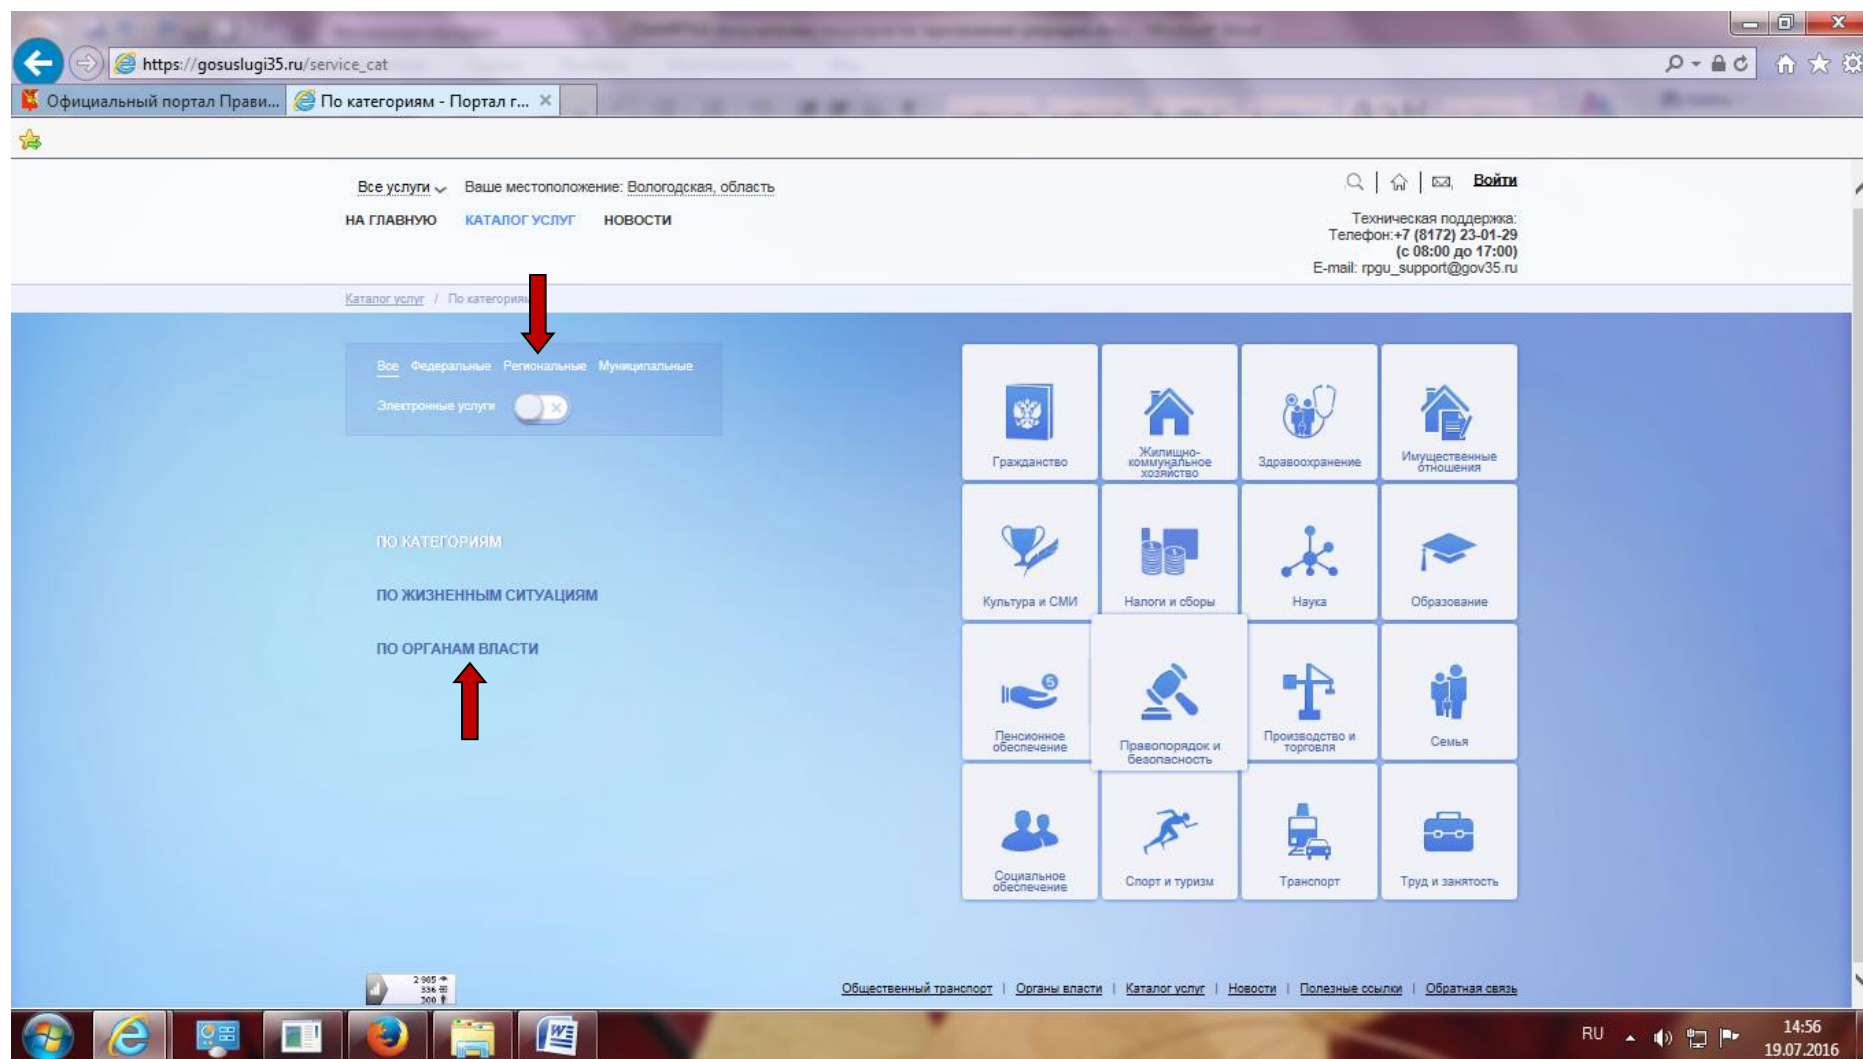 https://gosuslugi35.ru/service_cat
Официальный портал Прави...
По категориям - Портал г...
Все услуги
Ваше местоположение: Вологодская, область
Войти
НА ГЛАВНУЮ КАТАЛОГ УСЛУГ НОВОСТИ
Техническая поддержка:
Телефон:+7 (8172) 23-01-29
(с 08:00 до 17:00)
E-mail: rpgu_support@gov35.ru
Каталог услуг / По категориям
Все Федеральные Региональные Муниципальные
Электронные услуги
ПО КАТЕГОРИЯМ
ПО ЖИЗНЕННЫМ СИТУАЦИЯМ
ПО ОРГАНАМ ВЛАСТИ
Гражданство
Жилищно-
коммунальное
хозяйство
Здравоохранение
Имущественные
отношения
Культура и СМИ
Налоги и сборы
Наука
Образование
Пенсионное
обеспечение
Правопорядок и
безопасность
Производство и
торговля
Семья
Социальное
обеспечение
Спорт и туризм
Транспорт
Труд и занятость
2 905
336
300
Общественный транспорт | Органы власти | Каталог услуг | Новости | Полезные ссылки | Обратная связь
RU
14:56
19.07.2016